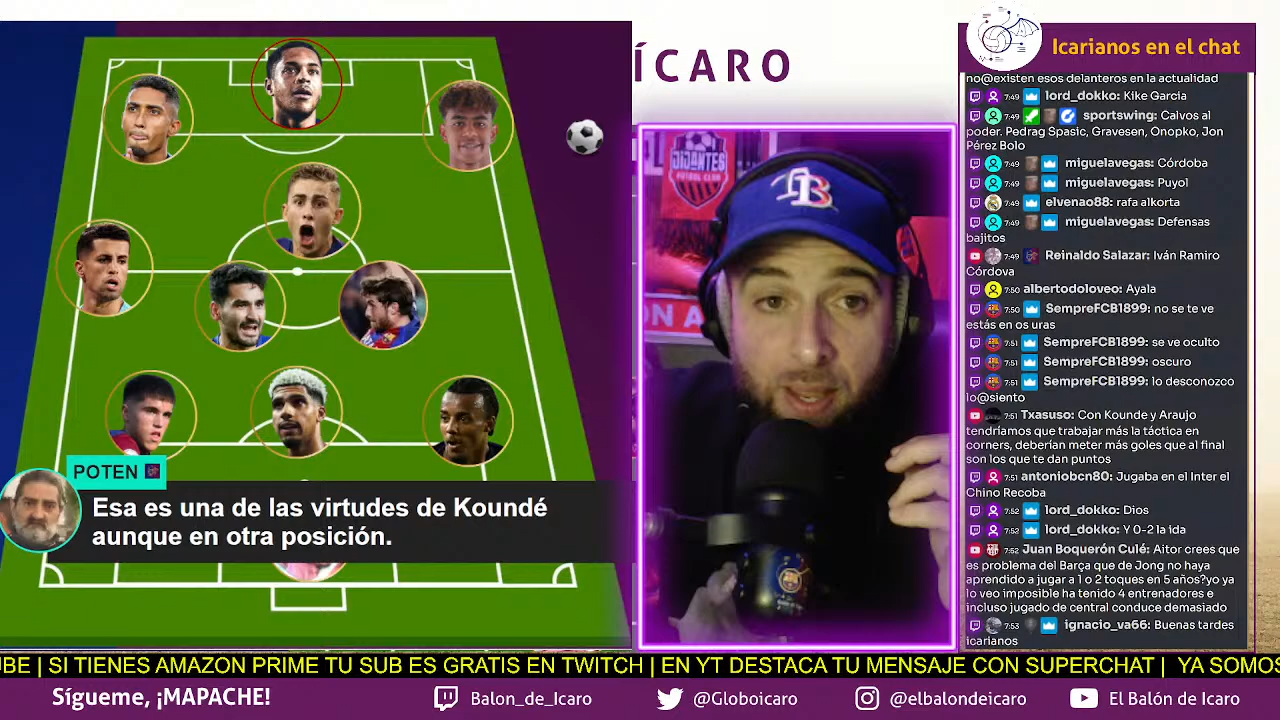 ÍCARO
GIJANTES
FÚTBOL CLUB
POTEN
Esa es una de las virtudes de Koundé
aunque en otra posición.
Icarianos en el chat
no@existen esos delanteros en la actualidad
7:49 lord_dokko: Kike Garcia
7:49 sportswing: Calvos al
poder. Pedrag Spasic, Gravesen, Obepko, Jon
Pérez Bolo
7:49 miguelavegas: Córdoba
7:49 miguelavegas: Puyol
7:49 elvenao88: rafa alkorta
7:49 miguelavegas: Defensas
bajitos
7:49 Reinaldo Salazar: Iván Ramiro
Córdova
7:50 albertodoloveo: Ayala
7:50 SempreFCB1899: no se te ve
estás en os uras
7:51 SempreFCB1899: se ve oculto
7:51 SempreFCB1899: oscuro
7:51 SempreFCB1899: lo desconozco
lo@siento
7:51 Txasuso: Con Kounde y Araujo
tendríamos que trabajar más la táctica en
corners, deberían meter más goles que al final
son los que te dan puntos
7:51 antoniobcn80: Jugaba en el Inter el
Chino Recoba
7:52 lord_dokko: Dios
7:52 lord_dokko: Y 0-2 la ida
7:52 Juan Boquerón Culé: Aitor crees que
es problema del Barça que de Jong no haya
aprendido a jugar a 1 o 2 toques en 5 años?yo ya
lo veo imposible ha tenido 4 entrenadores e
incluso jugando de central conduce demasiado
7:53 ignacio_va66: Buenas tardes
icarianos
UBE | SI TIENES AMAZON PRIME TU SUB ES GRATIS EN TWITCH | EN YT DESTACA TU MENSAJE CON SUPERCHAT | YA SOMOS
Sígueme, ¡MAPACHE! Balon_de_Icaro @Globoicaro @elbalondeicaro El Balón de Icaro